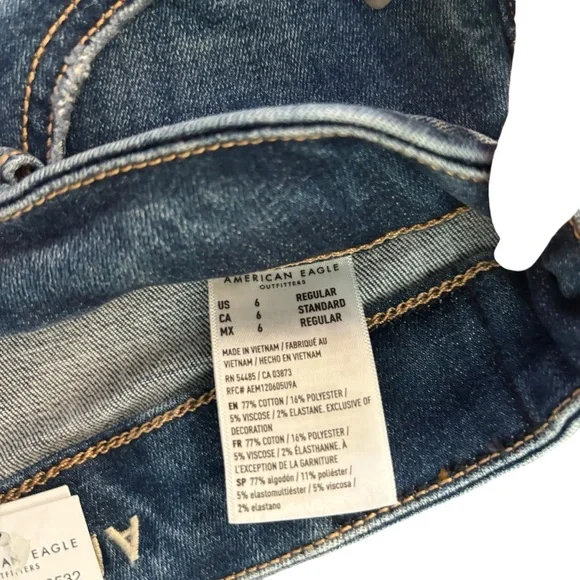 AMERICAN EAGLE
OUTFITTERS
US 6 REGULAR
CA 6 STANDARD
MX 6 REGULAR
MADE IN VIETNAM / FABRIQUÉ AU
VIETNAM / HECHO EN VIETNAM
RN 54485 / CA 03873
RFC# AEM120605U9A
EN 77% COTTON / 16% POLYESTER /
5% VISCOSE / 2% ELASTANE. EXCLUSIVE OF
DECORATION
FR 77% COTON / 16% POLYESTER /
5% VISCOSE / 2% ÉLASTHANNE. À
L'EXCEPTION DE LA GARNITURE
SP 77% algodón / 11% poliéster /
5% elastomultiéster / 5% viscosa /
2% elastano
AN EAGLE
FITTERS
A